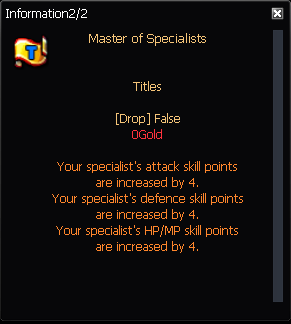 Information2/2
Master of Specialists
T
Titles
[Drop] False
0Gold
Your specialist's attack skill points
are increased by 4.
Your specialist's defence skill points
are increased by 4.
Your specialist's HP/MP skill points
are increased by 4.